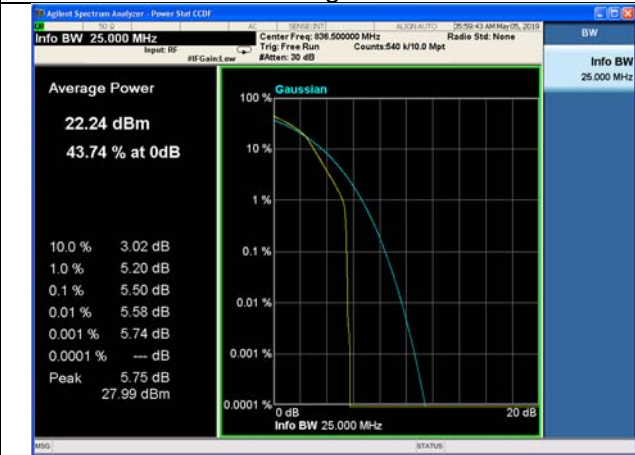 Agilent Spectrum Analyzer - Power Stat CCDF
50 Ω AC SENSE:INT ALIGN AUTO 05:59:43 AM May 05, 2019
Info BW 25.000 MHz
Center Freq: 836.500000 MHz Radio Std: None
Input: RF Trig: Free Run Counts:540 k/10.0 Mpt
#IFGain:Low #Atten: 30 dB
BW
Info BW
25.000 MHz
Average Power
22.24 dBm
43.74 % at 0dB
10.0 % 3.02 dB
1.0 % 5.20 dB
0.1 % 5.50 dB
0.01 % 5.58 dB
0.001 % 5.74 dB
0.0001 % --- dB
Peak 5.75 dB
27.99 dBm
Gaussian
100 %
10 %
1 %
0.1 %
0.01 %
0.001 %
0.0001 %
0 dB 20 dB
Info BW 25.000 MHz
MSG STATUS